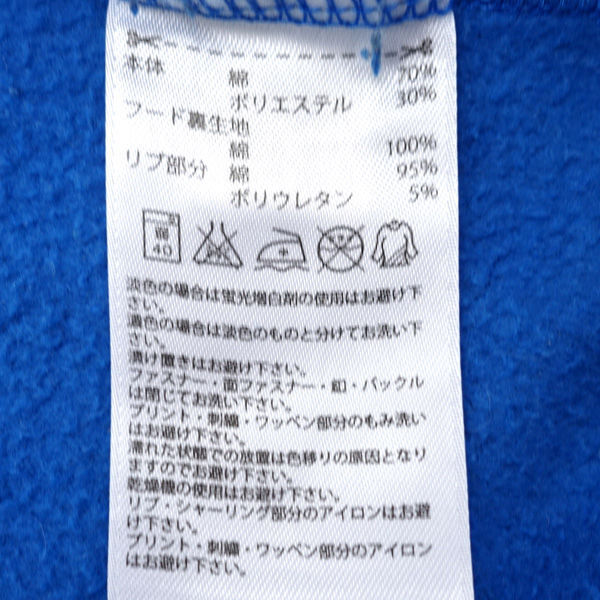 本体 綿 70%
ポリエステル 30%
フード裏生地
綿 100%
リブ部分 綿 95%
ポリウレタン 5%
弱
40
淡色の場合は蛍光増白剤の使用はお避け下
さい。
濃色の場合は淡色のものと分けてお洗い下
さい。
漬け置きはお避け下さい。
ファスナー・面ファスナー・釦・バックル
は閉じてお洗い下さい。
プリント・刺繍・ワッペン部分のもみ洗い
はお避け下さい。
濡れた状態での放置は色移りの原因となり
ますのでお避け下さい。
乾燥機の使用はお避け下さい。
リブ・シャーリング部分のアイロンはお避
け下さい。
プリント・刺繍・ワッペン部分のアイロン
はお避け下さい。